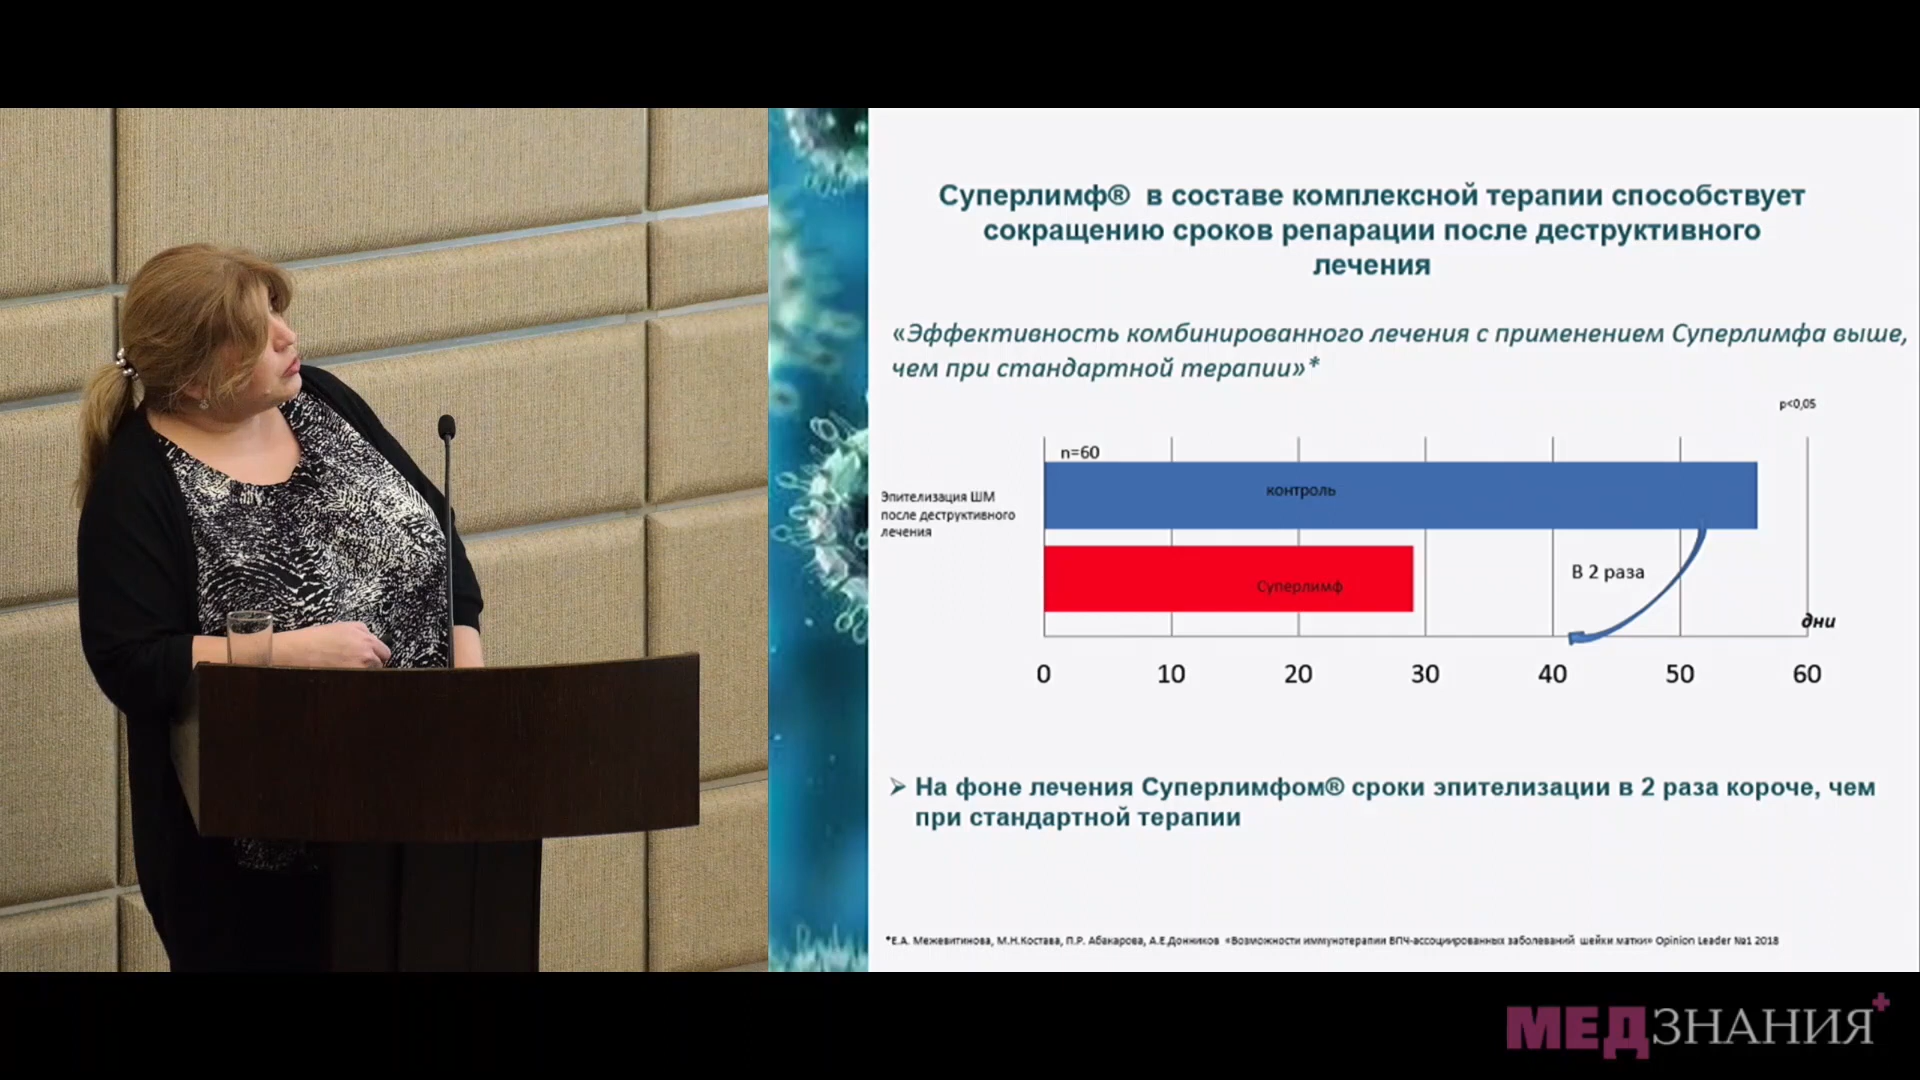 Суперлимф® в составе комплексной терапии способствует
сокращению сроков репарации после деструктивного
лечения
«Эффективность комбинированного лечения с применением Суперлимфа выше,
чем при стандартной терапии»*
p<0,05
n=60
контроль
Эпителизация ШМ
после деструктивного
лечения
В 2 раза
Суперлимф
дни
0 10 20 30 40 50 60
➢ На фоне лечения Суперлимфом® сроки эпителизации в 2 раза короче, чем
при стандартной терапии
*Е.А. Межевитинова, М.Н.Костава, П.Р. Абакарова, А.Е.Донников «Возможности иммунотерапии ВПЧ-ассоциированных заболеваний шейки матки» Opinion Leader №1 2018
МЕДЗНАНИЯ+